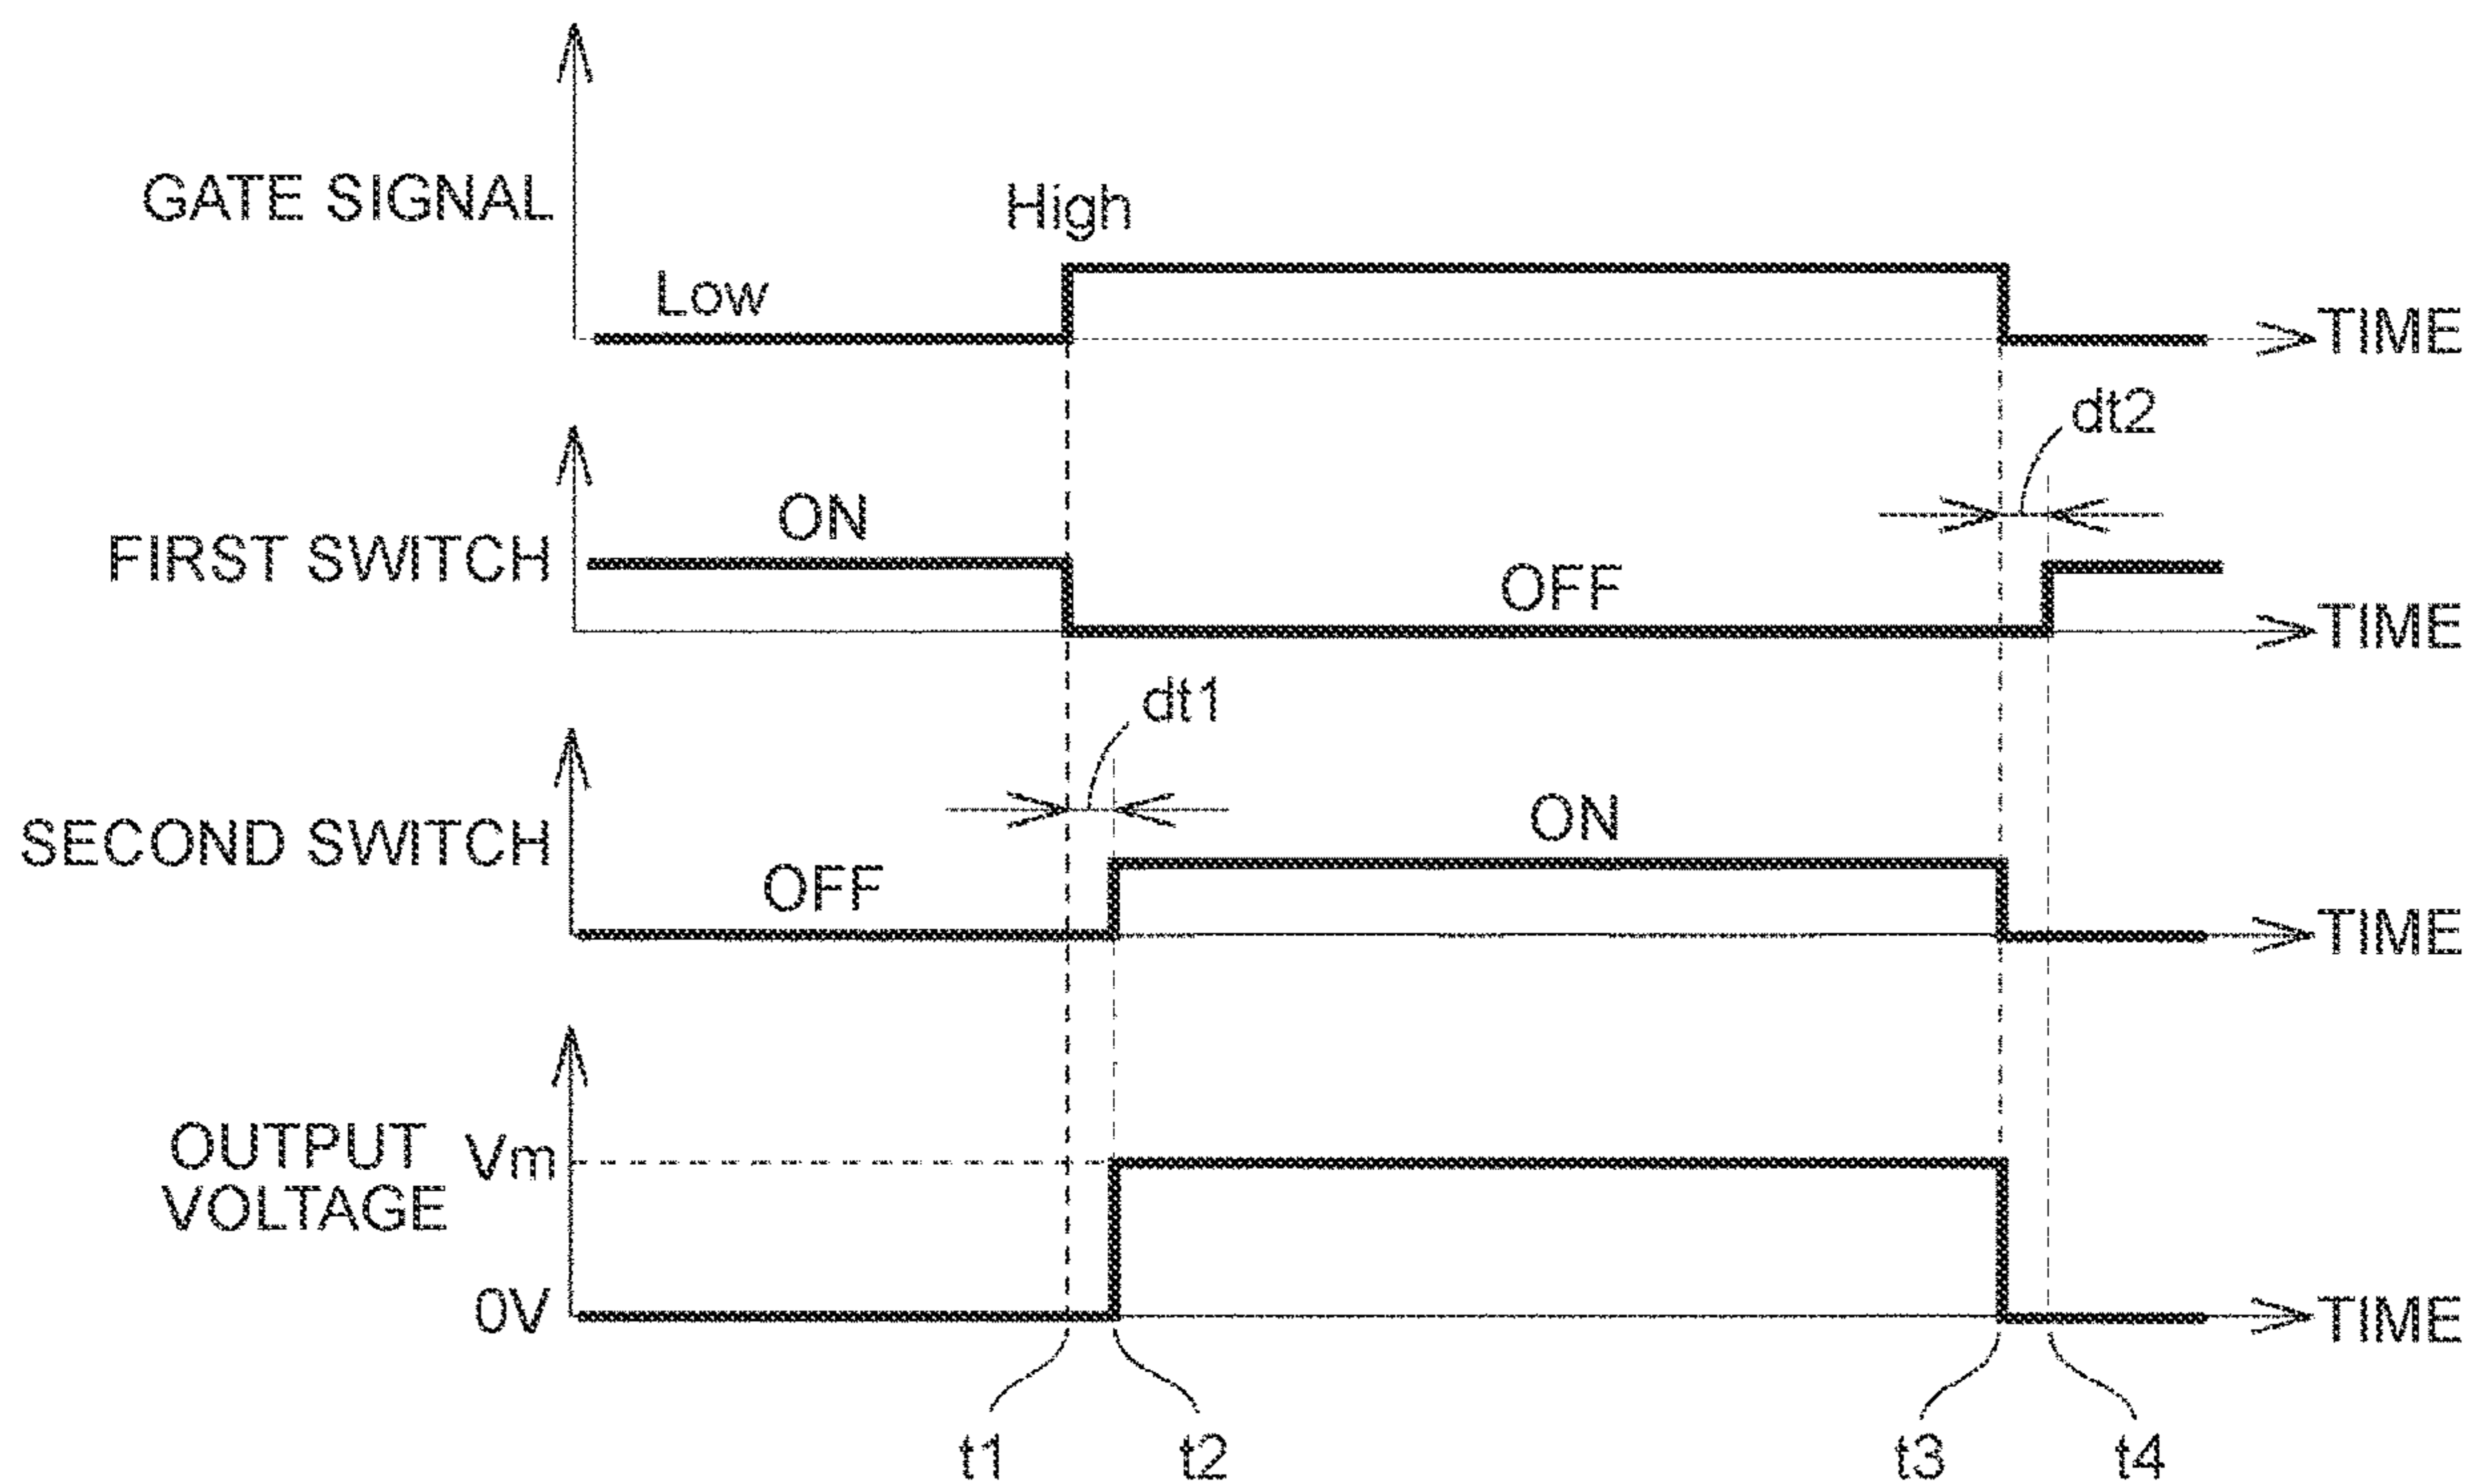 GATE SIGNAL
High
Low
TIME
dt2
FIRST SWITCH
ON
OFF
TIME
dt1
SECOND SWITCH
OFF
ON
TIME
OUTPUT
VOLTAGE
Vm
0V
TIME
t1
t2
t3
t4